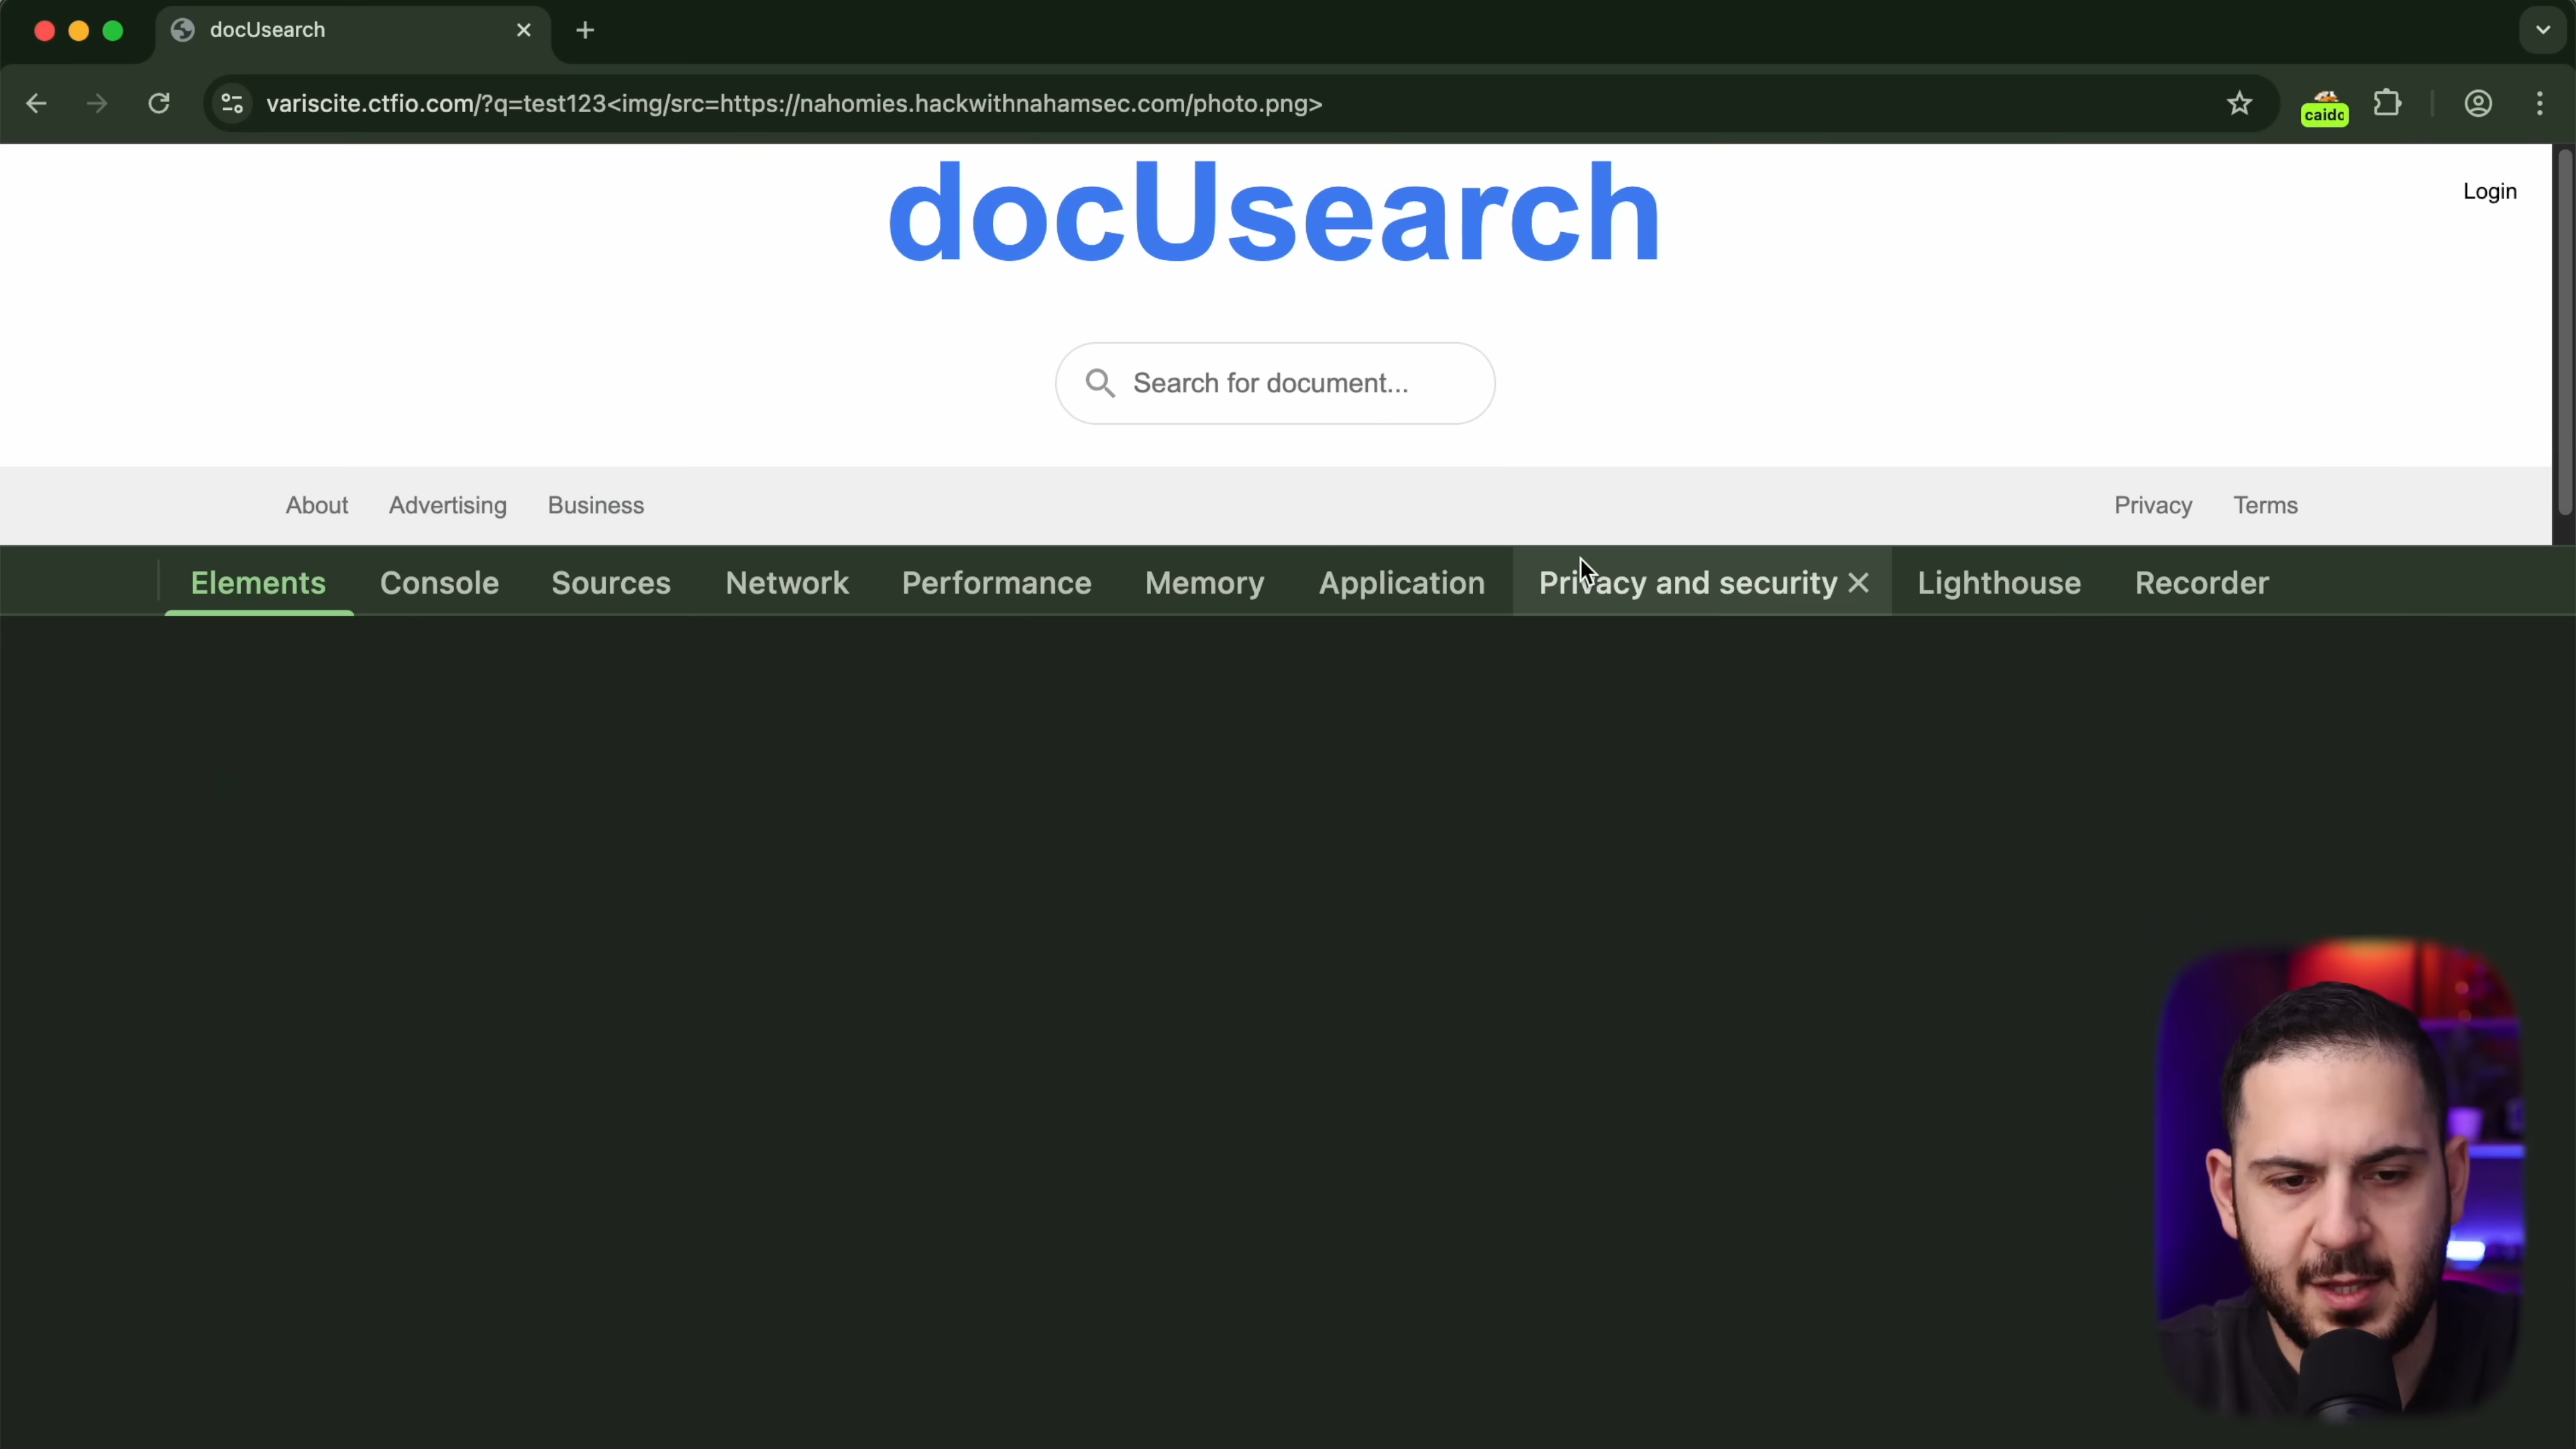 docUsearch
variscite.ctfio.com/?q=test123<img/src=https://nahomies.hackwithnahamsec.com/photo.png>
caido
docUsearch
Login
Search for document...
About Advertising Business Privacy Terms
Elements Console Sources Network Performance Memory Application Privacy and security Lighthouse Recorder